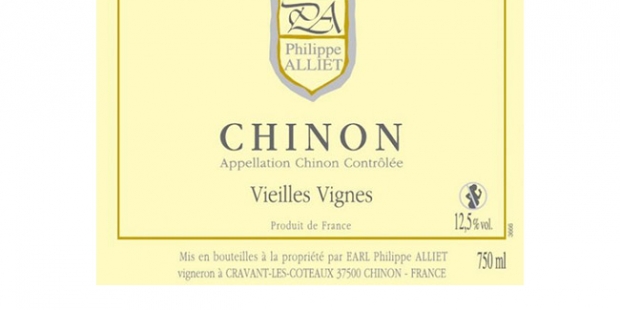 PA
Philippe
ALLIET
CHINON
Appellation Chinon Contrôlée
Vieilles Vignes
Produit de France
12,5% vol.
Mis en bouteilles à la propriété par EARL Philippe ALLIET
vigneron à CRAVANT-LES-COTEAUX 37500 CHINON - FRANCE
750 ml